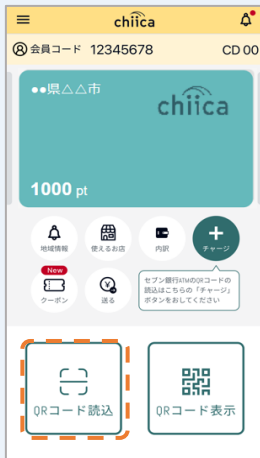 chiica
会員コード 12345678 CD 00
●●県△△市
chiica
1000 pt
地域情報 使えるお店 内訳 チャージ
New
クーポン 送る
セブン銀行ATMのQRコードの
読込はこちらの「チャージ」
ボタンをおしてください
QRコード読込 QRコード表示